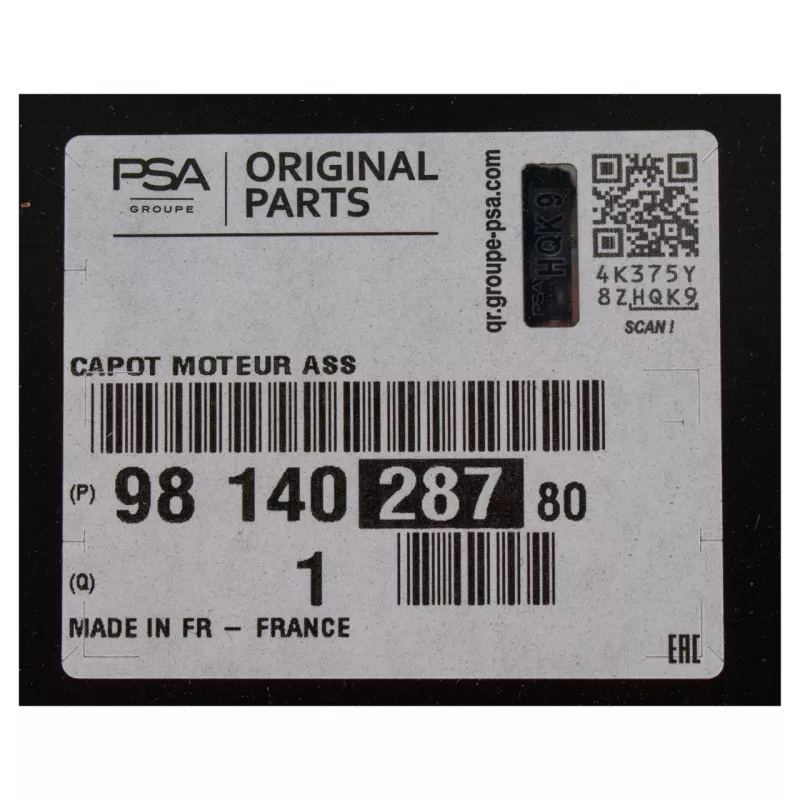 PSA
GROUPE
ORIGINAL
PARTS
qr.groupe-psa.com
PSA
HQK9
4K375Y
8ZHQK9
SCAN!
CAPOT MOTEUR ASS
(P) 98 140 287 80
(Q) 1
MADE IN FR - FRANCE
EAC